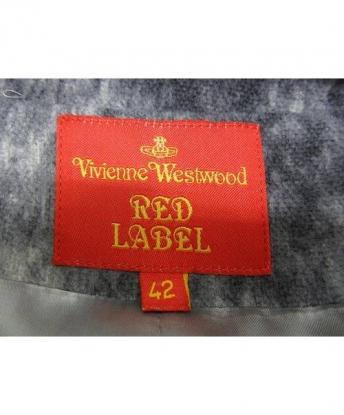 Vivienne Westwood
RED
LABEL
42